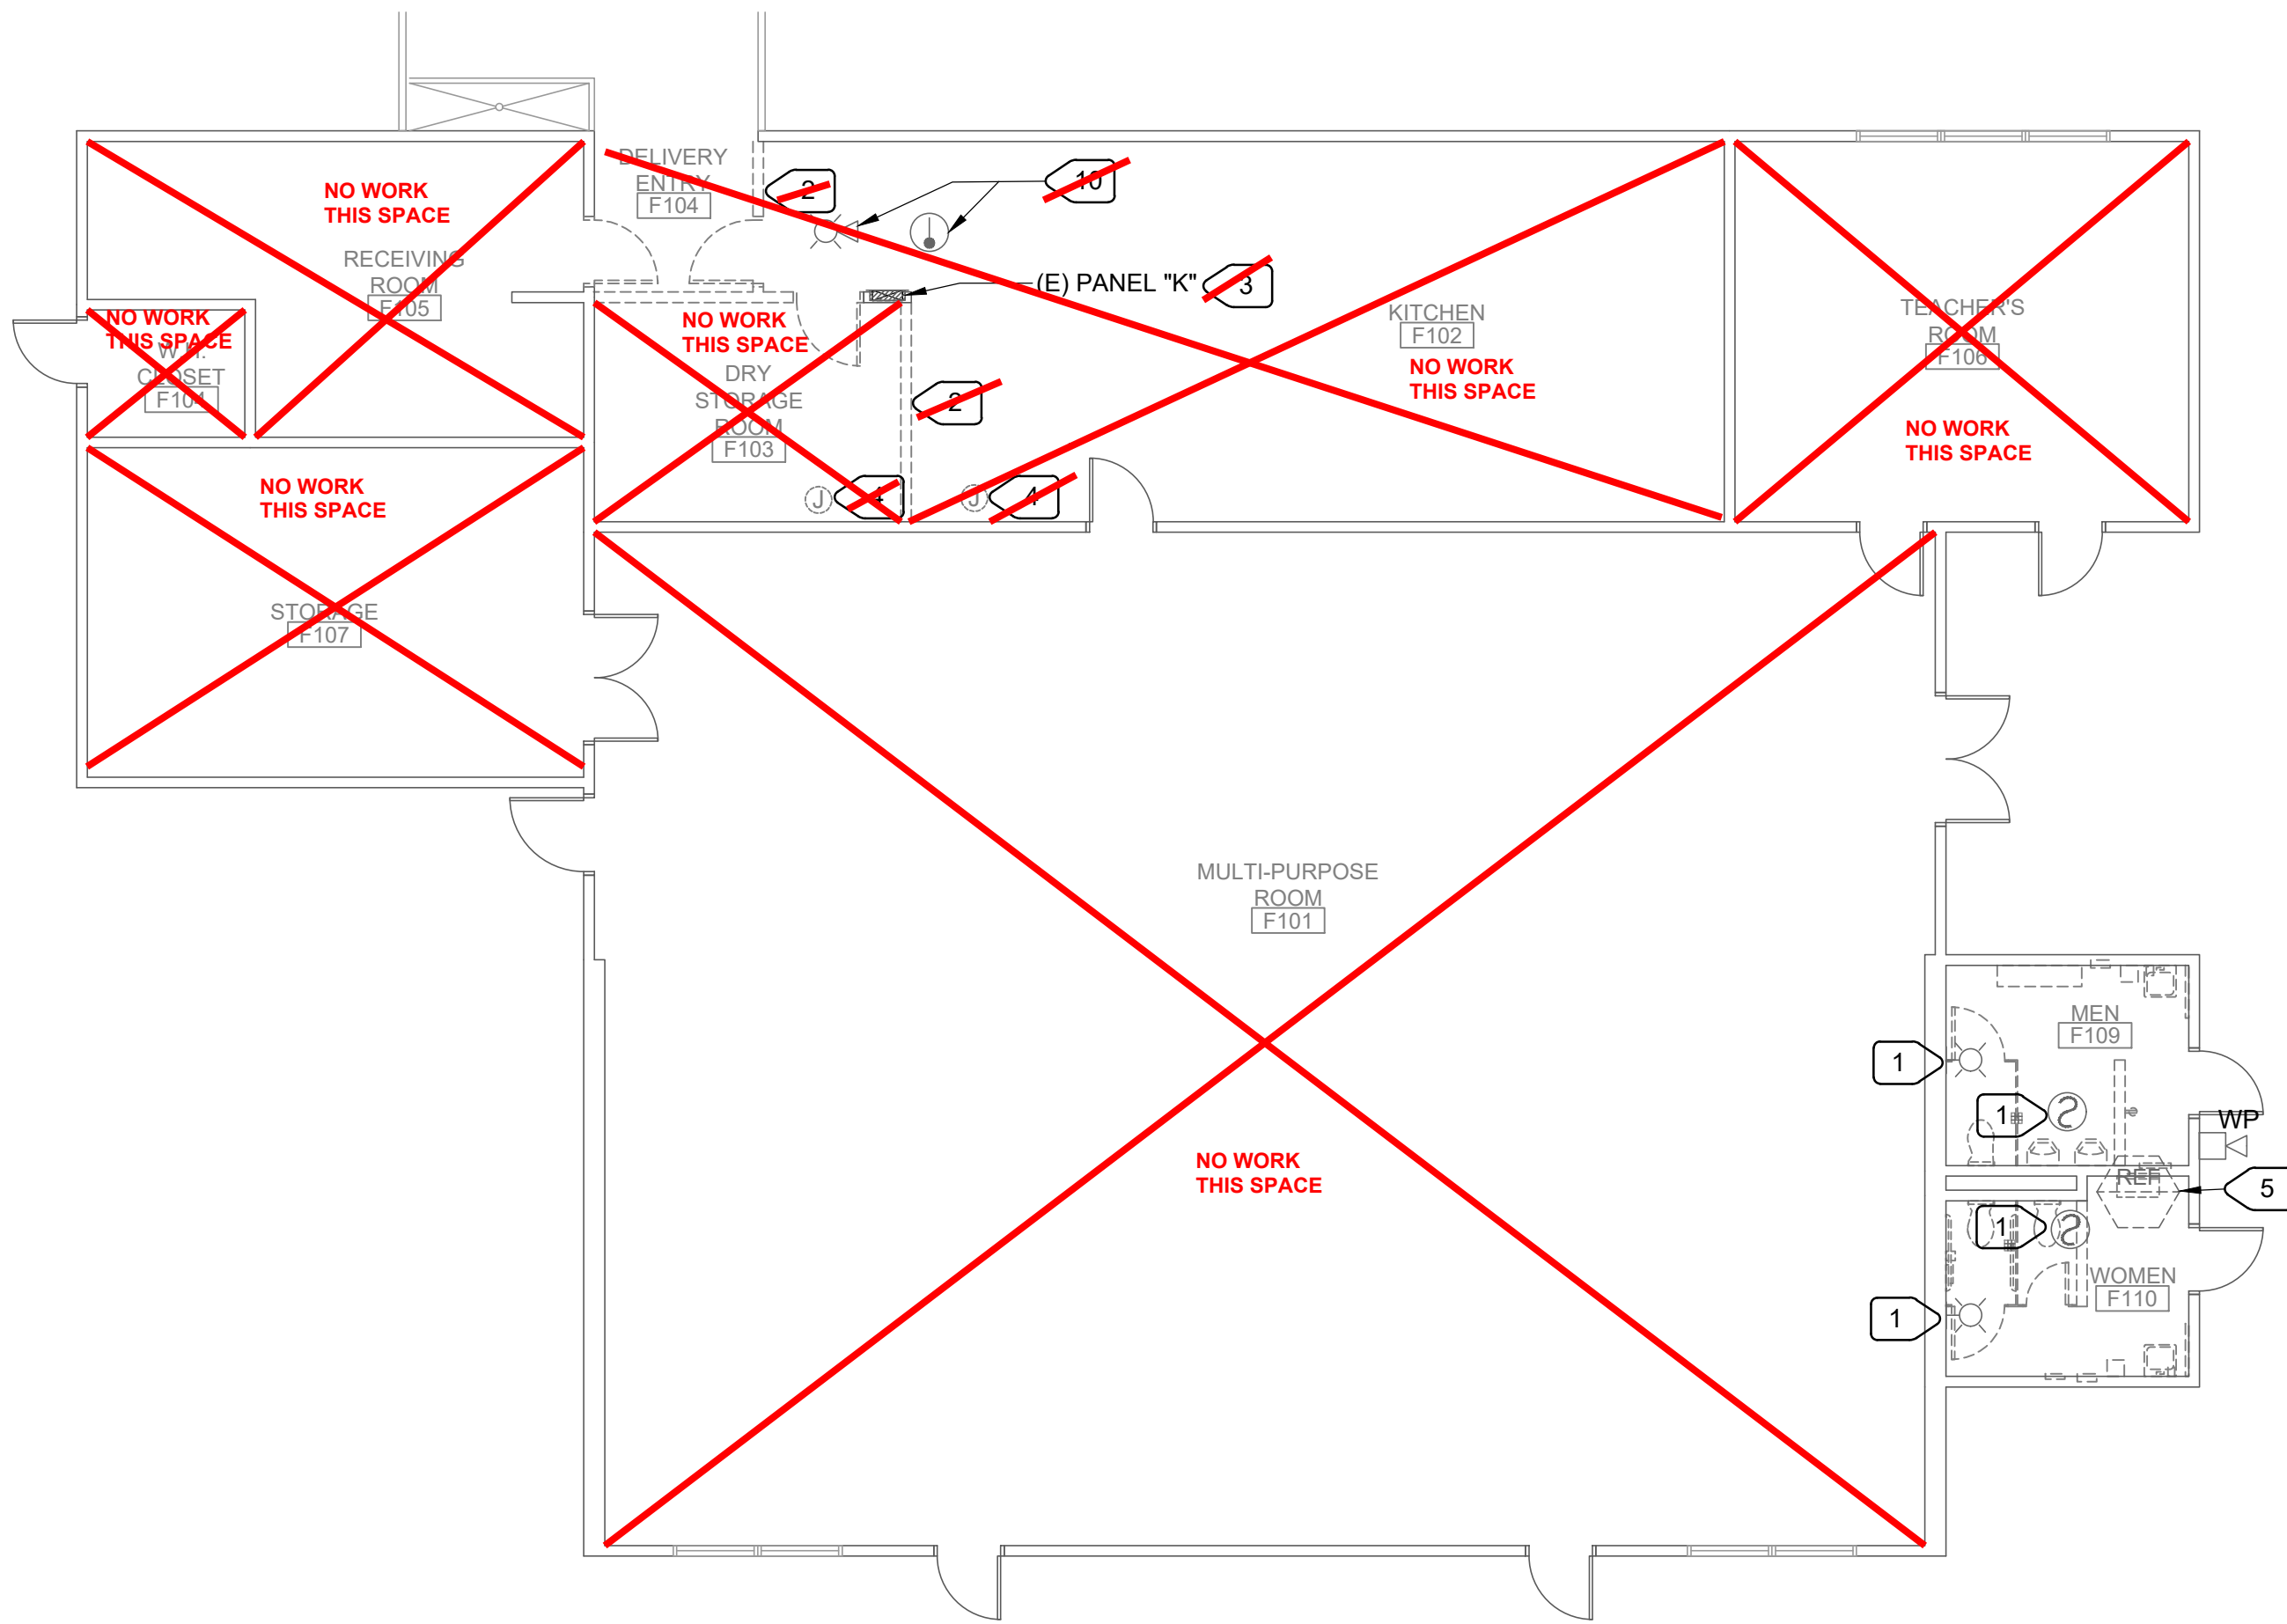 DELIVERY
ENTRY
F104
2
10
NO WORK
THIS SPACE
RECEIVING
ROOM
F105
(E) PANEL "K"
3
NO WORK
THIS SPACE
W.H.
CLOSET
F104
NO WORK
THIS SPACE
DRY
STORAGE
ROOM
F103
2
KITCHEN
F102
NO WORK
THIS SPACE
TEACHER'S
ROOM
F106
NO WORK
THIS SPACE
J
4
J
4
NO WORK
THIS SPACE
STORAGE
F107
MULTI-PURPOSE
ROOM
F101
NO WORK
THIS SPACE
MEN
F109
1
1
WP
REF
5
1
WOMEN
F110
1